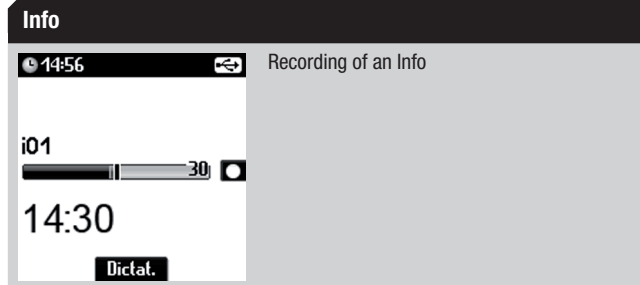 Info
14:56
Recording of an Info
i01
30
14:30
Dictat.